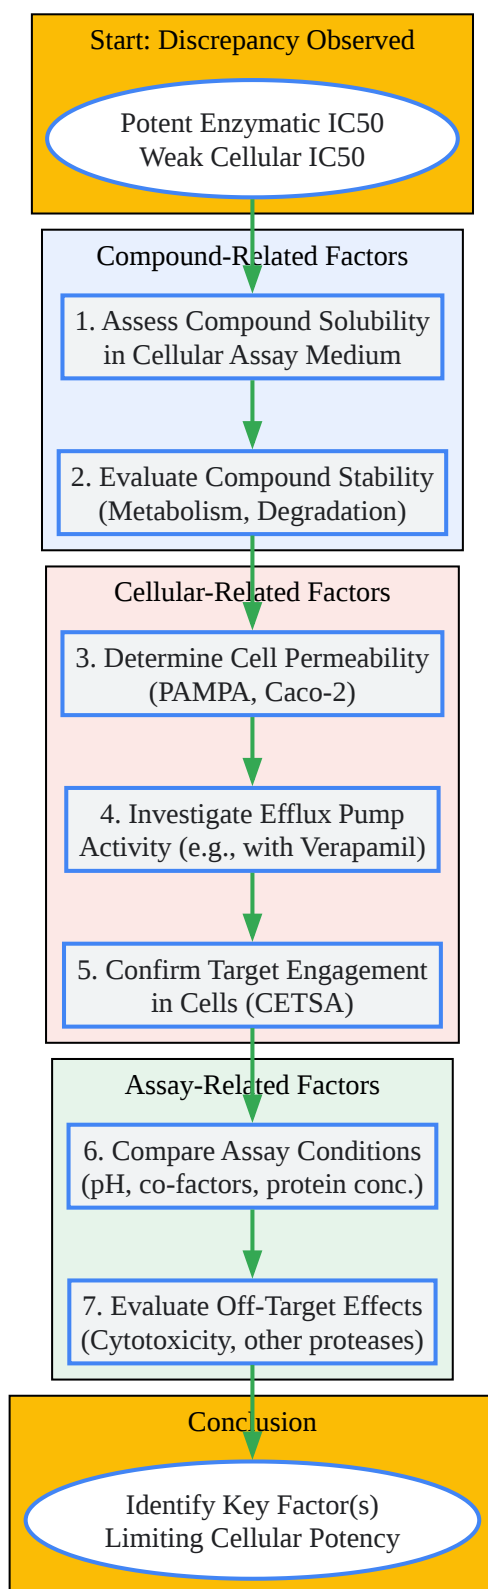 Start: Discrepancy Observed
Potent Enzymatic IC50
Weak Cellular IC50
Compound-Related Factors
1. Assess Compound Solubility
in Cellular Assay Medium
2. Evaluate Compound Stability
(Metabolism, Degradation)
Cellular-Related Factors
3. Determine Cell Permeability
(PAMPA, Caco-2)
4. Investigate Efflux Pump
Activity (e.g., with Verapamil)
5. Confirm Target Engagement
in Cells (CETSA)
Assay-Related Factors
6. Compare Assay Conditions
(pH, co-factors, protein conc.)
7. Evaluate Off-Target Effects
(Cytotoxicity, other proteases)
Conclusion
Identify Key Factor(s)
Limiting Cellular Potency